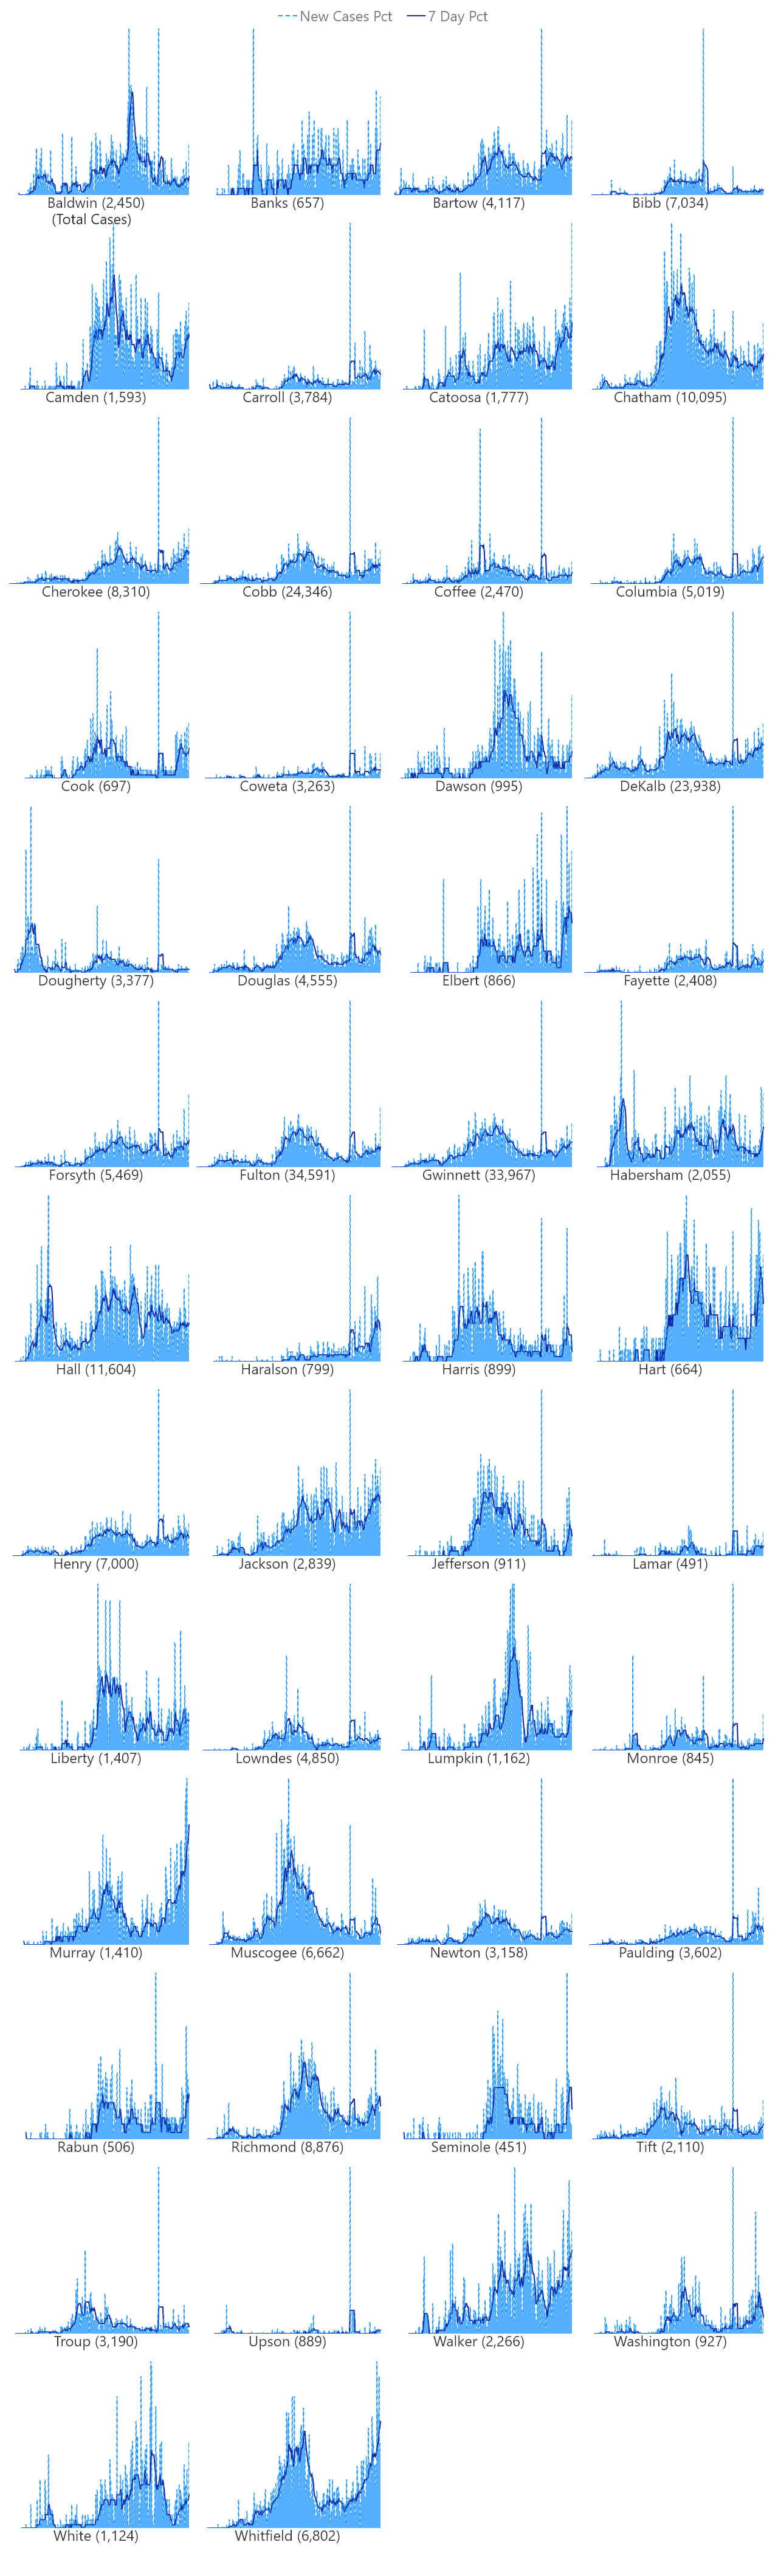 New Cases Pct 7 Day Pct
Baldwin (2,450) Banks (657) Bartow (4,117) Bibb (7,034)
(Total Cases)
Camden (1,593) Carroll (3,784) Catoosa (1,777) Chatham (10,095)
Cherokee (8,310) Cobb (24,346) Coffee (2,470) Columbia (5,019)
Cook (697) Coweta (3,263) Dawson (995) DeKalb (23,938)
Dougherty (3,377) Douglas (4,555) Elbert (866) Fayette (2,408)
Forsyth (5,469) Fulton (34,591) Gwinnett (33,967) Habersham (2,055)
Hall (11,604) Haralson (799) Harris (899) Hart (664)
Henry (7,000) Jackson (2,839) Jefferson (911) Lamar (491)
Liberty (1,407) Lowndes (4,850) Lumpkin (1,162) Monroe (845)
Murray (1,410) Muscogee (6,662) Newton (3,158) Paulding (3,602)
Rabun (506) Richmond (8,876) Seminole (451) Tift (2,110)
Troup (3,190) Upson (889) Walker (2,266) Washington (927)
White (1,124) Whitfield (6,802)